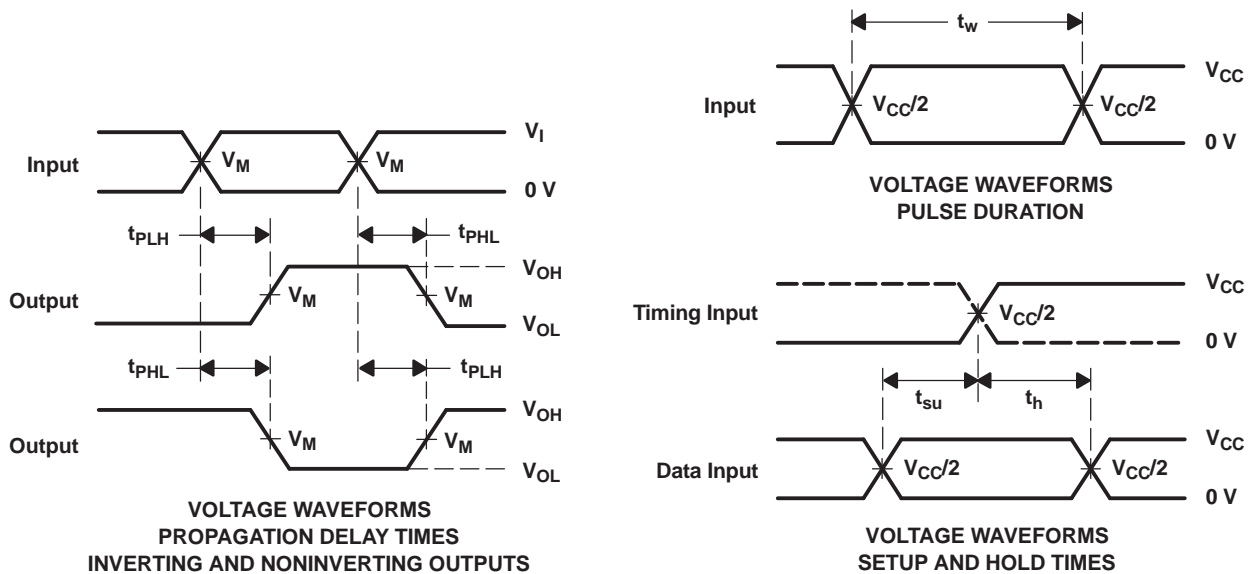 Input
V_M
V_M
V_I
0 V
t_PLH
t_PHL
Output
V_M
V_M
V_OH
V_OL
t_PHL
t_PLH
Output
V_M
V_M
V_OH
V_OL
VOLTAGE WAVEFORMS
PROPAGATION DELAY TIMES
INVERTING AND NONINVERTING OUTPUTS
t_w
Input
V_CC/2
V_CC/2
V_CC
0 V
VOLTAGE WAVEFORMS
PULSE DURATION
Timing Input
V_CC/2
V_CC
0 V
t_su
t_h
Data Input
V_CC/2
V_CC/2
V_CC
0 V
VOLTAGE WAVEFORMS
SETUP AND HOLD TIMES